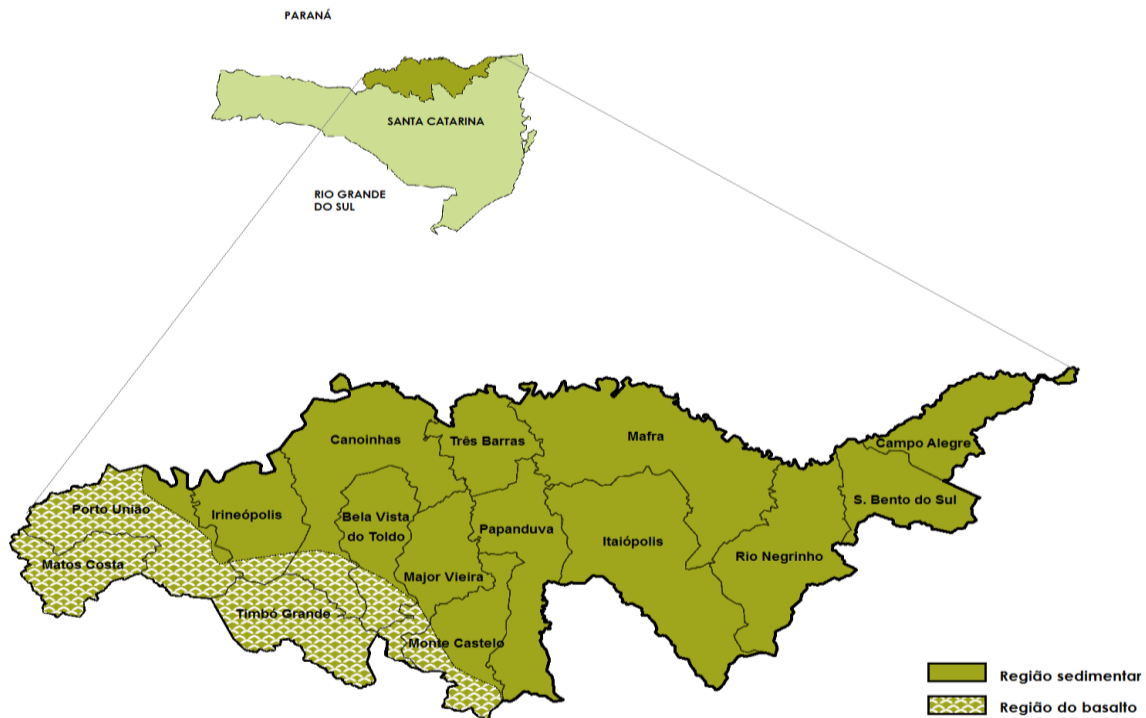 PARANÁ
SANTA CATARINA
RIO GRANDE
DO SUL
Canoinhas
Três Barras
Mafra
Campo Alegre
Porto União
Irineópolis
Bela Vista
do Toldo
Papanduva
Itaiópolis
S. Bento do Sul
Rio Negrinho
Matos Costa
Major Vieira
Timbó Grande
Monte Castelo
Região sedimentar
Região do basalto